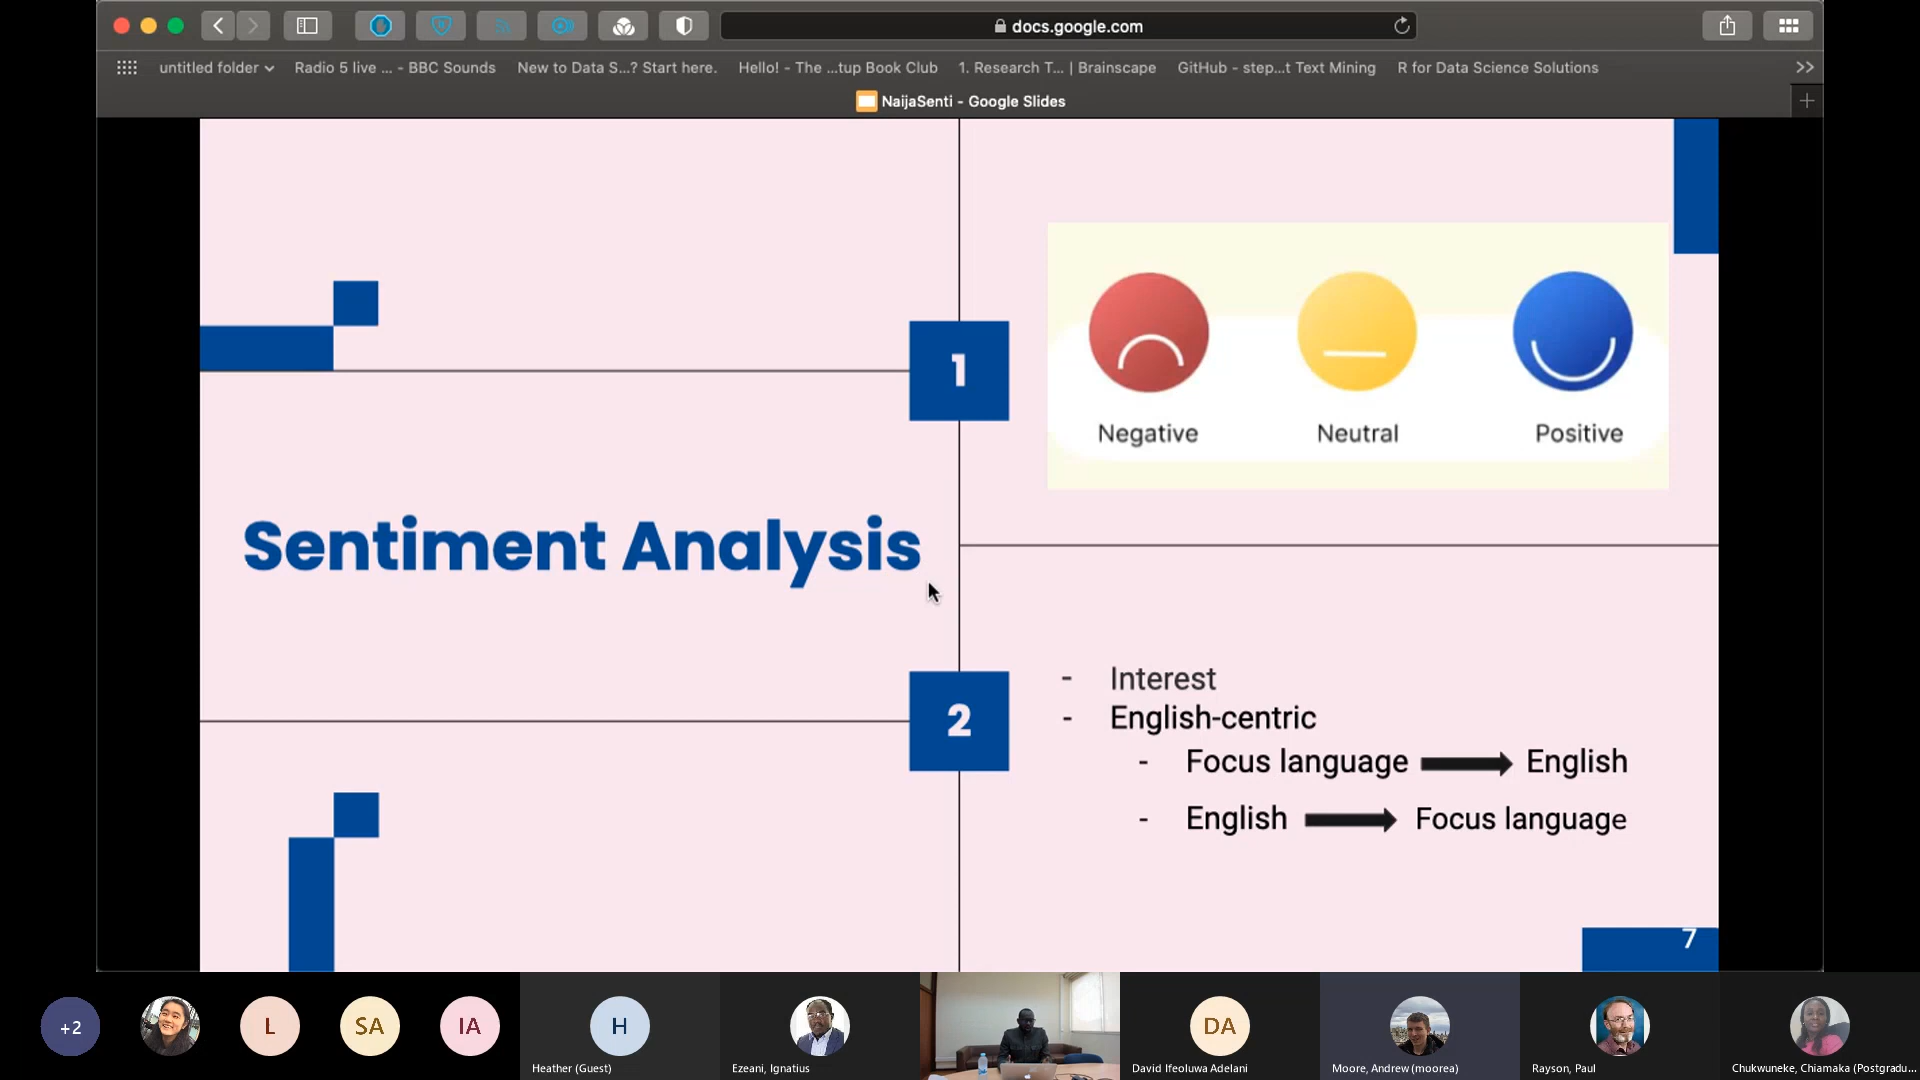 docs.google.com
untitled folder
Radio 5 live ... - BBC Sounds
New to Data S...? Start here.
Hello! - The ...tup Book Club
1. Research T... | Brainscape
GitHub - step...t Text Mining
R for Data Science Solutions
NaijaSenti - Google Slides
1
Negative
Neutral
Positive
Sentiment Analysis
2
- Interest
- English-centric
- Focus language → English
- English → Focus language
7
+2
L
SA
IA
H
DA
Heather (Guest)
Ezeani, Ignatius
David Ifeoluwa Adelani
Moore, Andrew (moorea)
Rayson, Paul
Chukwuneke, Chiamaka (Postgradu...